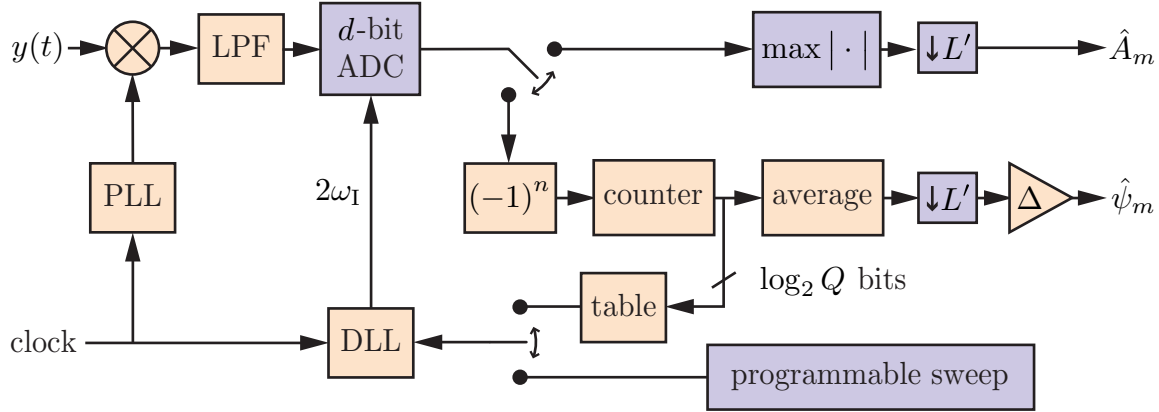 y(t)
LPF
d-bit
ADC
max | · |
↓L′
Â_m
PLL
2ω_I
(−1)^n
counter
average
↓L′
Δ
ψ̂_m
log₂ Q bits
table
clock
DLL
programmable sweep